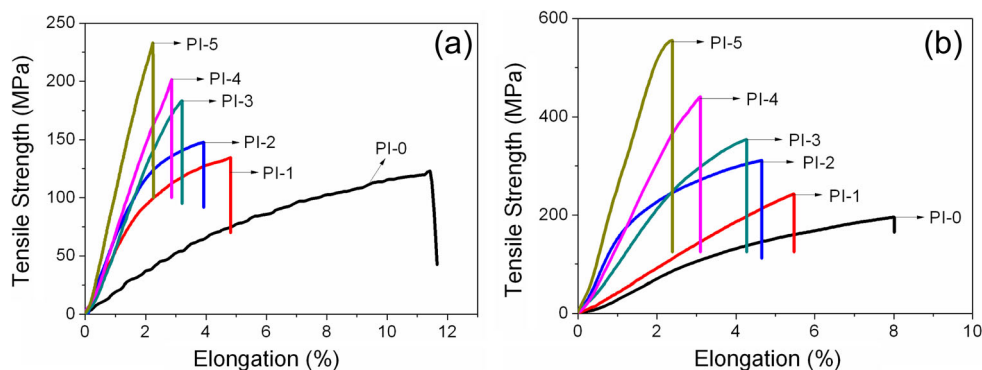 (a)
250
200
150
100
50
0
Tensile Strength (MPa)
PI-5
PI-4
PI-3
PI-2
PI-1
PI-0
0 2 4 6 8 10 12
Elongation (%)
(b)
600
400
200
0
Tensile Strength (MPa)
PI-5
PI-4
PI-3
PI-2
PI-1
PI-0
0 2 4 6 8 10
Elongation (%)